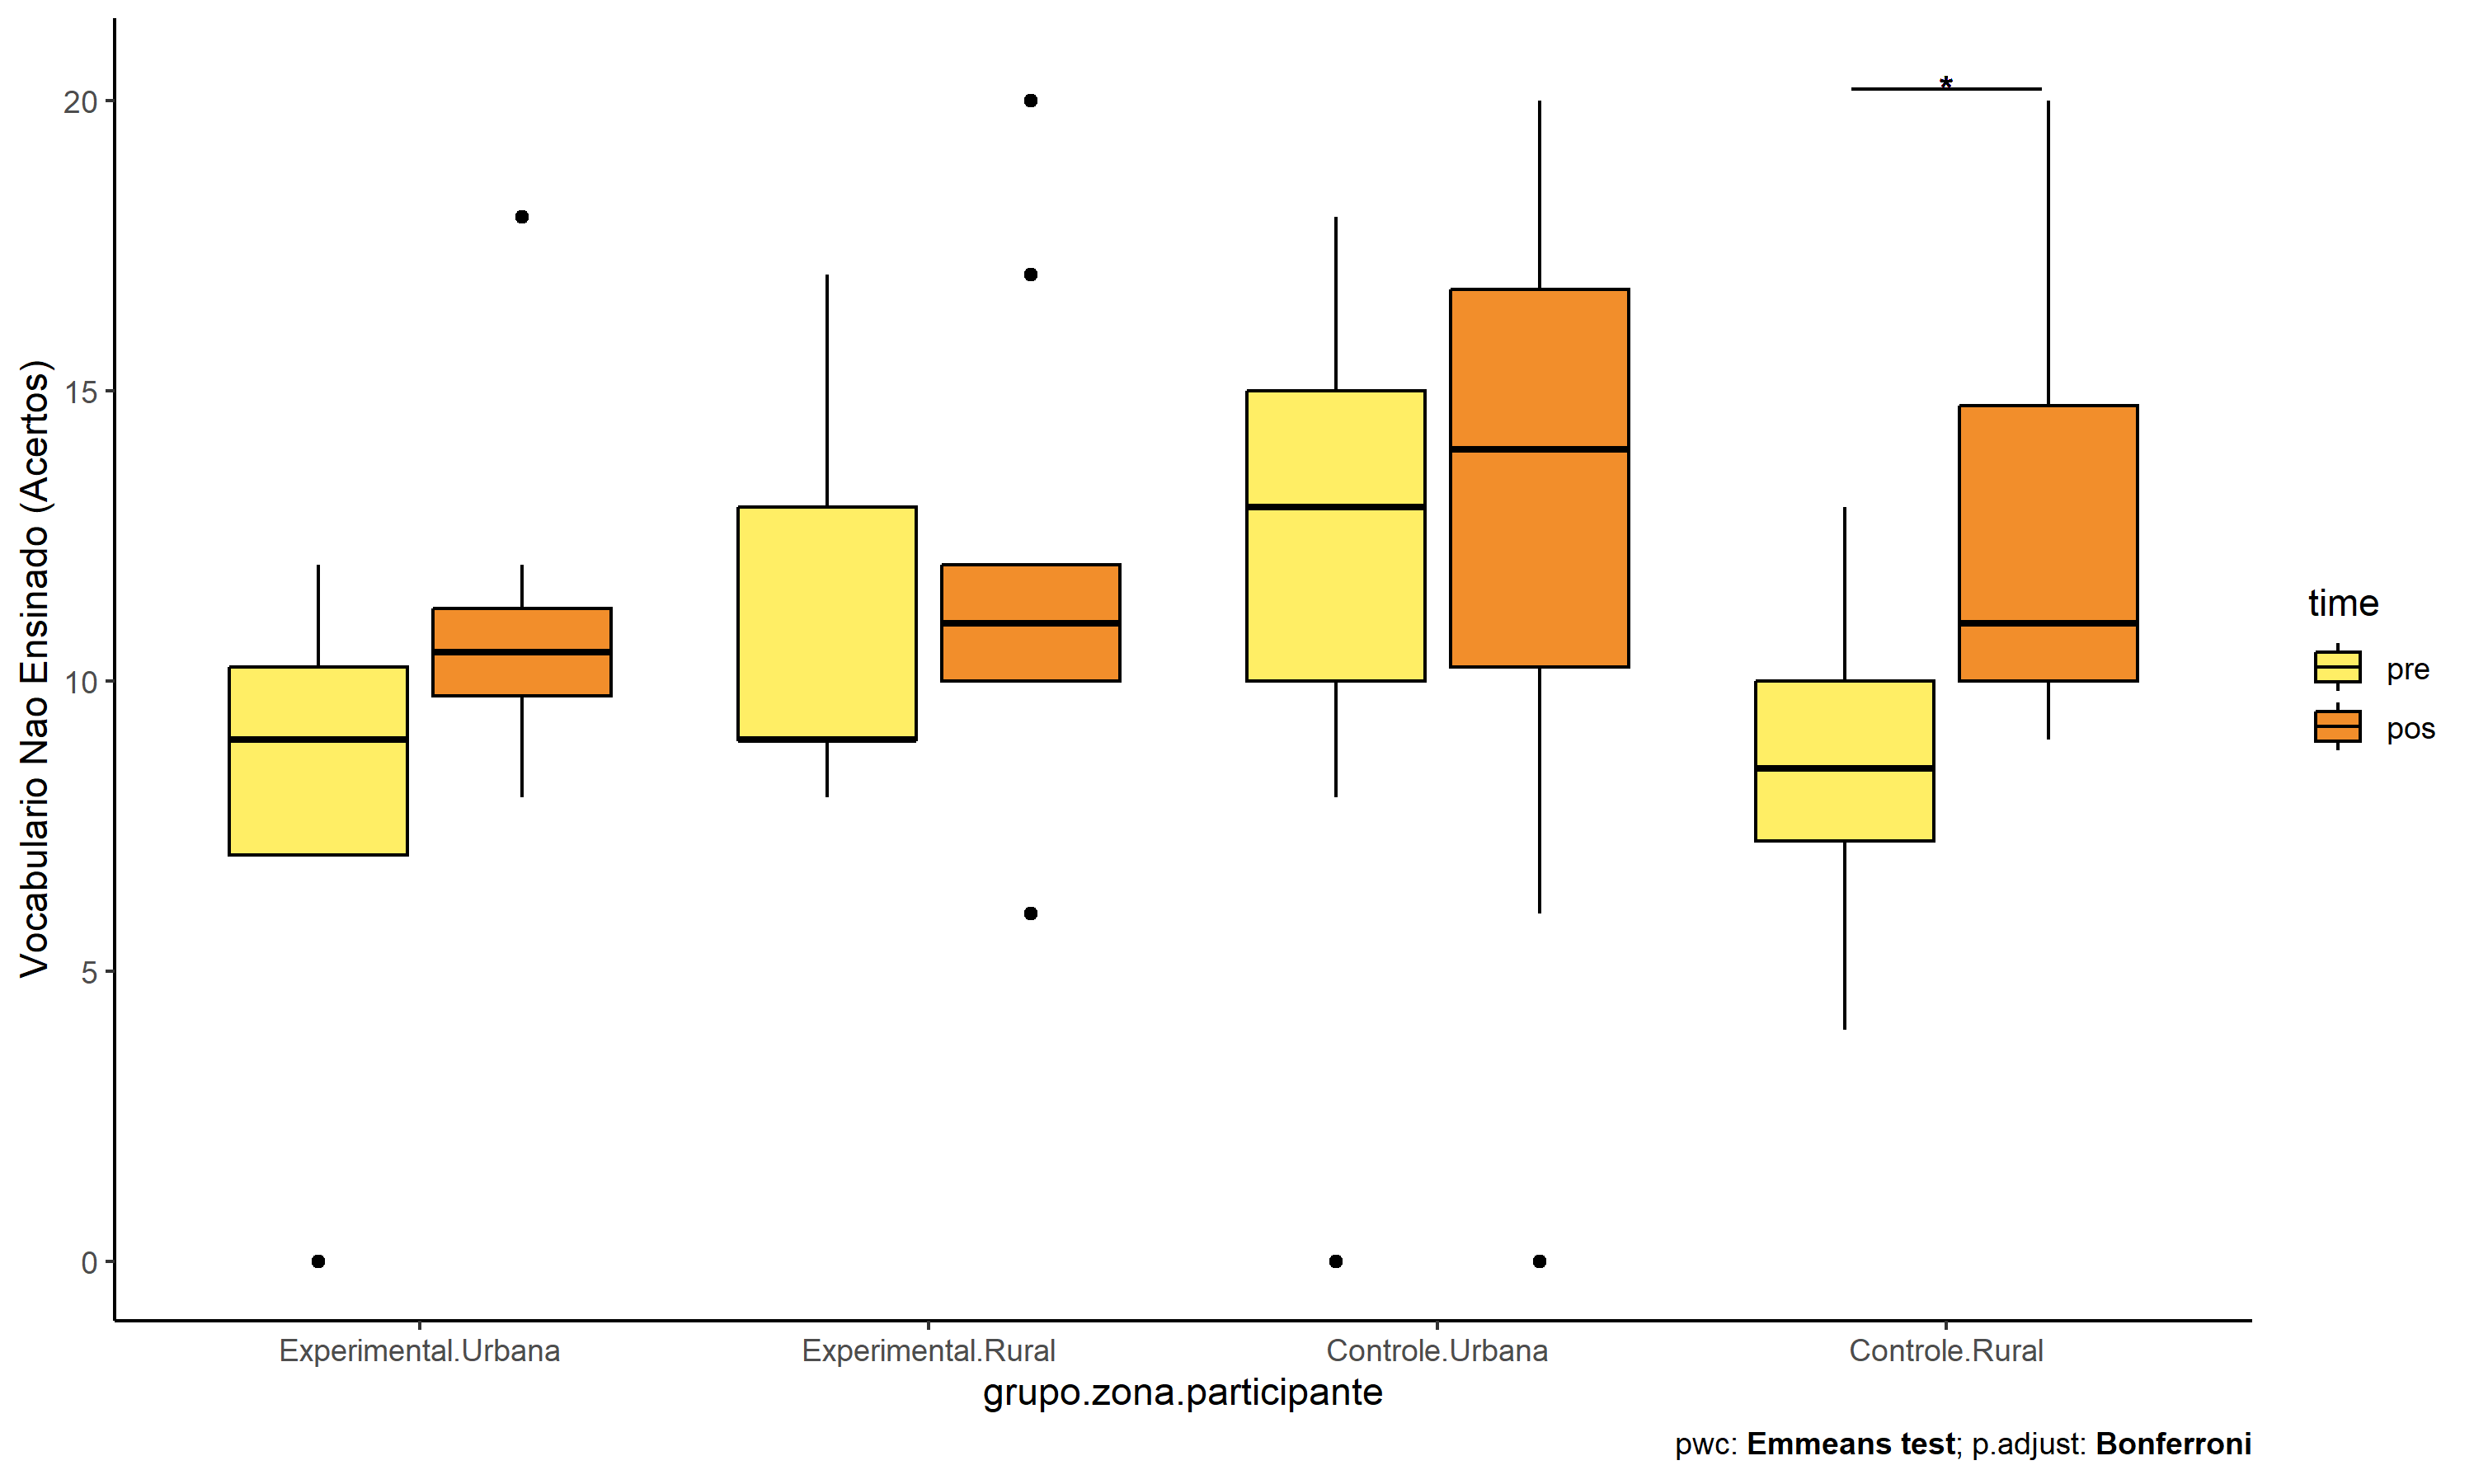 *
20
15
10
5
0
Vocabulario Nao Ensinado (Acertos)
Experimental.Urbana
Experimental.Rural
Controle.Urbana
Controle.Rural
grupo.zona.participante
time
pre
pos
pwc: Emmeans test; p.adjust: Bonferroni